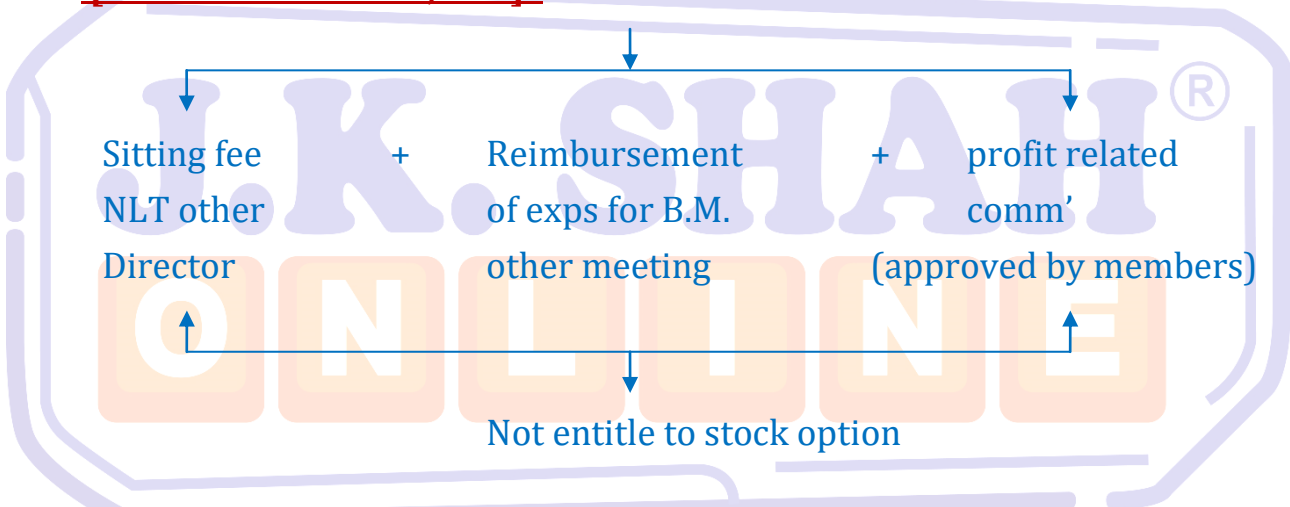 J.K. SHAH®
ONLINE
Sitting fee + Reimbursement + profit related
NLT other of exps for B.M. comm’
Director other meeting (approved by members)
Not entitle to stock option